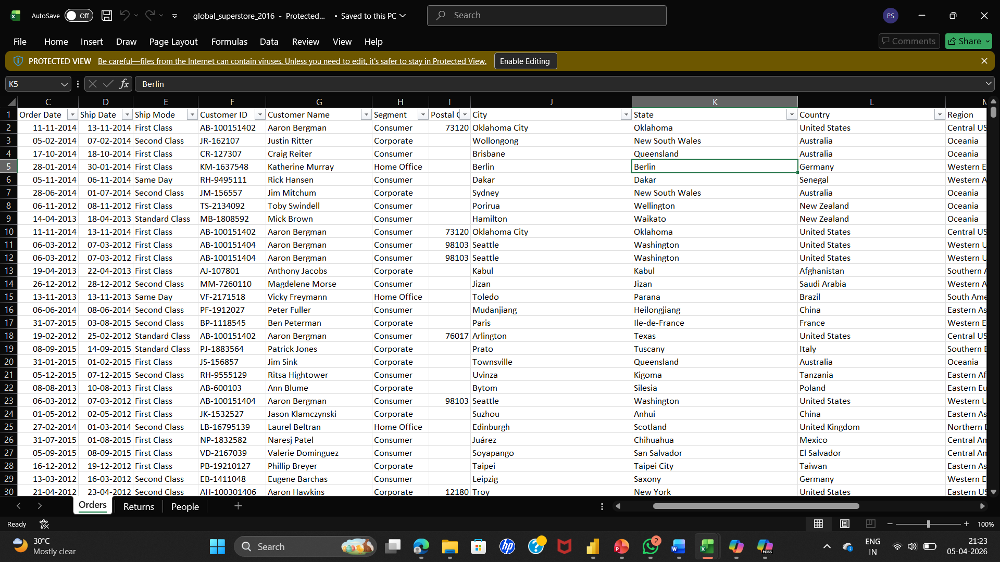 AutoSave Off global_superstore_2016 - Protected... • Saved to this PC Search PS
File Home Insert Draw Page Layout Formulas Data Review View Help Comments Share
PROTECTED VIEW Be careful—files from the Internet can contain viruses. Unless you need to edit, it's safer to stay in Protected View. Enable Editing
K5 fx Berlin
C D E F G H I J K L
1 Order Date Ship Date Ship Mode Customer ID Customer Name Segment Postal C City State Country Region
2 11-11-2014 13-11-2014 First Class AB-100151402 Aaron Bergman Consumer 73120 Oklahoma City Oklahoma United States Central US
3 05-02-2014 07-02-2014 Second Class JR-162107 Justin Ritter Corporate Wollongong New South Wales Australia Oceania
4 17-10-2014 18-10-2014 First Class CR-127307 Craig Reiter Consumer Brisbane Queensland Australia Oceania
5 28-01-2014 30-01-2014 First Class KM-1637548 Katherine Murray Home Office Berlin Berlin Germany Western E
6 05-11-2014 06-11-2014 Same Day RH-9495111 Rick Hansen Consumer Dakar Dakar Senegal Western A
7 28-06-2014 01-07-2014 Second Class JM-156557 Jim Mitchum Corporate Sydney New South Wales Australia Oceania
8 06-11-2012 08-11-2012 First Class TS-2134092 Toby Swindell Consumer Porirua Wellington New Zealand Oceania
9 14-04-2013 18-04-2013 Standard Class MB-1808592 Mick Brown Consumer Hamilton Waikato New Zealand Oceania
10 11-11-2014 13-11-2014 First Class AB-100151402 Aaron Bergman Consumer 73120 Oklahoma City Oklahoma United States Central US
11 06-03-2012 07-03-2012 First Class AB-100151404 Aaron Bergman Consumer 98103 Seattle Washington United States Western U
12 06-03-2012 07-03-2012 First Class AB-100151404 Aaron Bergman Consumer 98103 Seattle Washington United States Western U
13 19-04-2013 22-04-2013 First Class AJ-107801 Anthony Jacobs Corporate Kabul Kabul Afghanistan Southern A
14 26-12-2012 28-12-2012 Second Class MM-7260110 Magdelene Morse Consumer Jizan Jizan Saudi Arabia Western A
15 13-11-2013 13-11-2013 Same Day VF-2171518 Vicky Freymann Home Office Toledo Parana Brazil South Ame
16 06-06-2014 08-06-2014 Second Class PF-1912027 Peter Fuller Consumer Mudanjiang Heilongjiang China Eastern As
17 31-07-2015 03-08-2015 Second Class BP-1118545 Ben Peterman Corporate Paris Ile-de-France France Western E
18 19-02-2012 25-02-2012 Standard Class AB-100151402 Aaron Bergman Consumer 76017 Arlington Texas United States Central US
19 08-09-2015 14-09-2015 Standard Class PJ-1883564 Patrick Jones Corporate Prato Tuscany Italy Southern E
20 31-01-2015 01-02-2015 First Class JS-156857 Jim Sink Corporate Townsville Queensland Australia Oceania
21 05-12-2015 07-12-2015 Second Class RH-9555129 Ritsa Hightower Consumer Uvinza Kigoma Tanzania Eastern Af
22 08-08-2013 10-08-2013 First Class AB-600103 Ann Blume Corporate Bytom Silesia Poland Eastern Eu
23 06-03-2012 07-03-2012 First Class AB-100151404 Aaron Bergman Consumer 98103 Seattle Washington United States Western U
24 01-05-2012 02-05-2012 First Class JK-1532527 Jason Klamczynski Corporate Suzhou Anhui China Eastern As
25 27-02-2014 01-03-2014 Second Class LB-16795139 Laurel Beltran Home Office Edinburgh Scotland United Kingdom Northern E
26 31-07-2015 01-08-2015 First Class NP-1832582 Naresj Patel Consumer Juárez Chihuahua Mexico Central An
27 05-09-2015 08-09-2015 First Class VD-2167039 Valerie Dominguez Consumer Soyapango San Salvador El Salvador Central An
28 16-12-2012 19-12-2012 First Class PB-19210127 Phillip Breyer Corporate Taipei Taipei City Taiwan Eastern As
29 13-03-2012 16-03-2012 Second Class EB-1411048 Eugene Barchas Consumer Leipzig Saxony Germany Western E
30 21-04-2012 23-04-2012 Second Class AH-100301406 Aaron Hawkins Corporate 12180 Troy New York United States Eastern US
Orders Returns People
Ready 100%
30°C
Mostly clear
Search
hp
2
M365
ENG
IN
21:23
05-04-2026